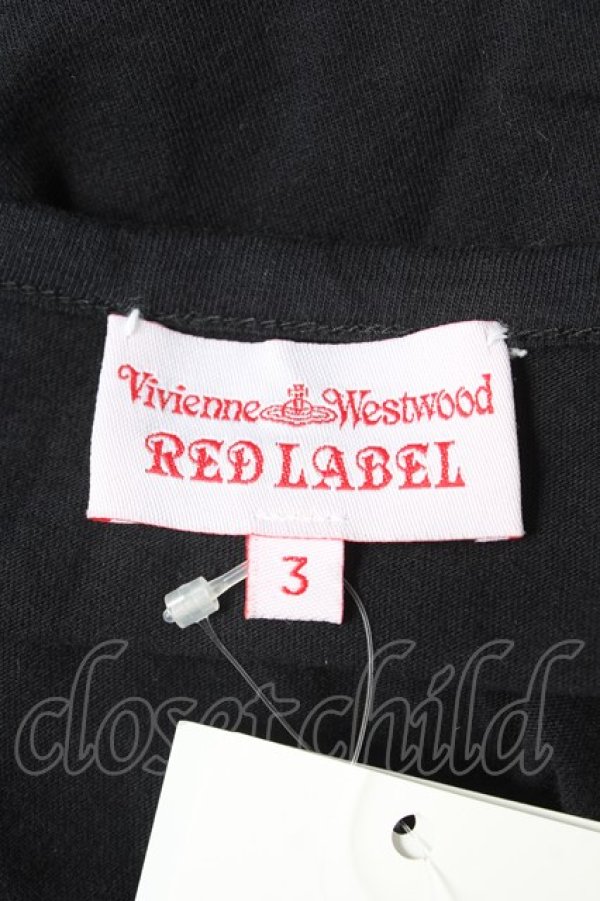 Vivienne Westwood
RED LABEL
3
closetchild